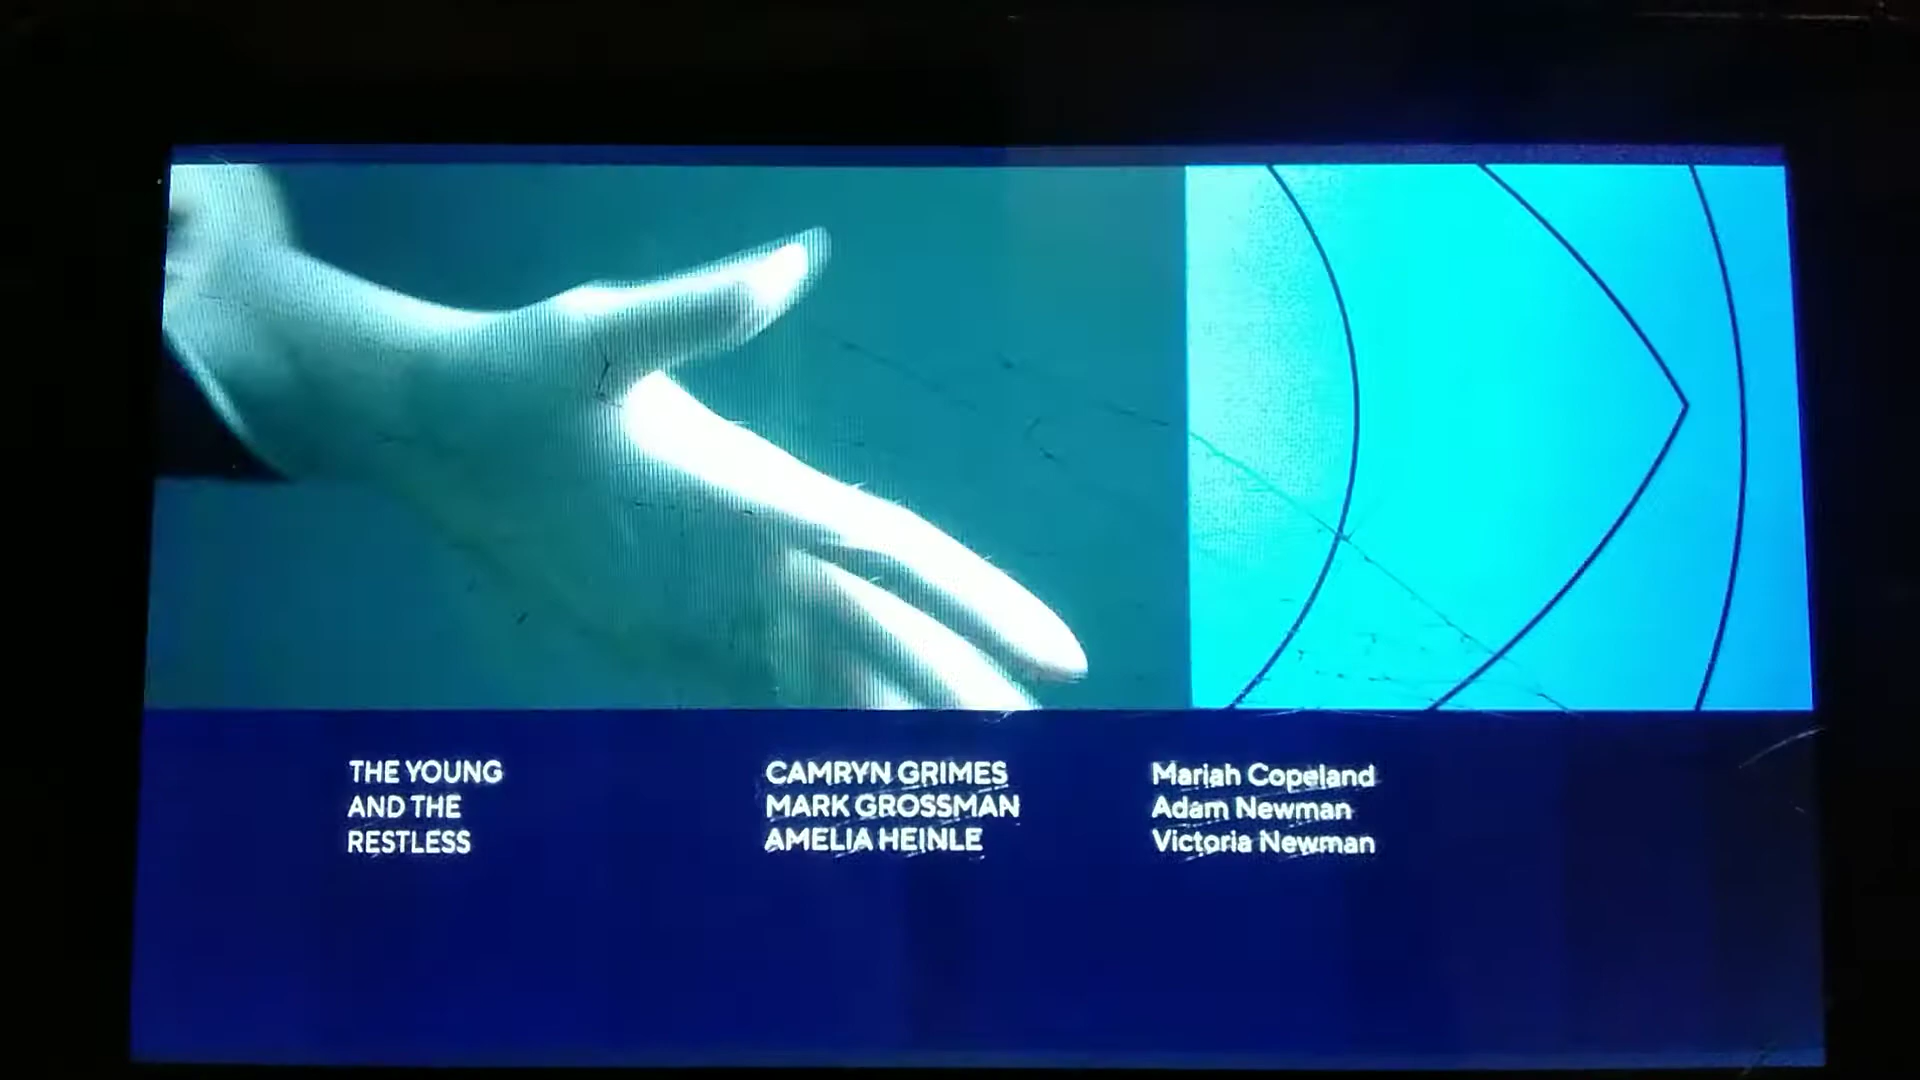 THE YOUNG
AND THE
RESTLESS
CAMRYN GRIMES
MARK GROSSMAN
AMELIA HEINLE
Mariah Copeland
Adam Newman
Victoria Newman